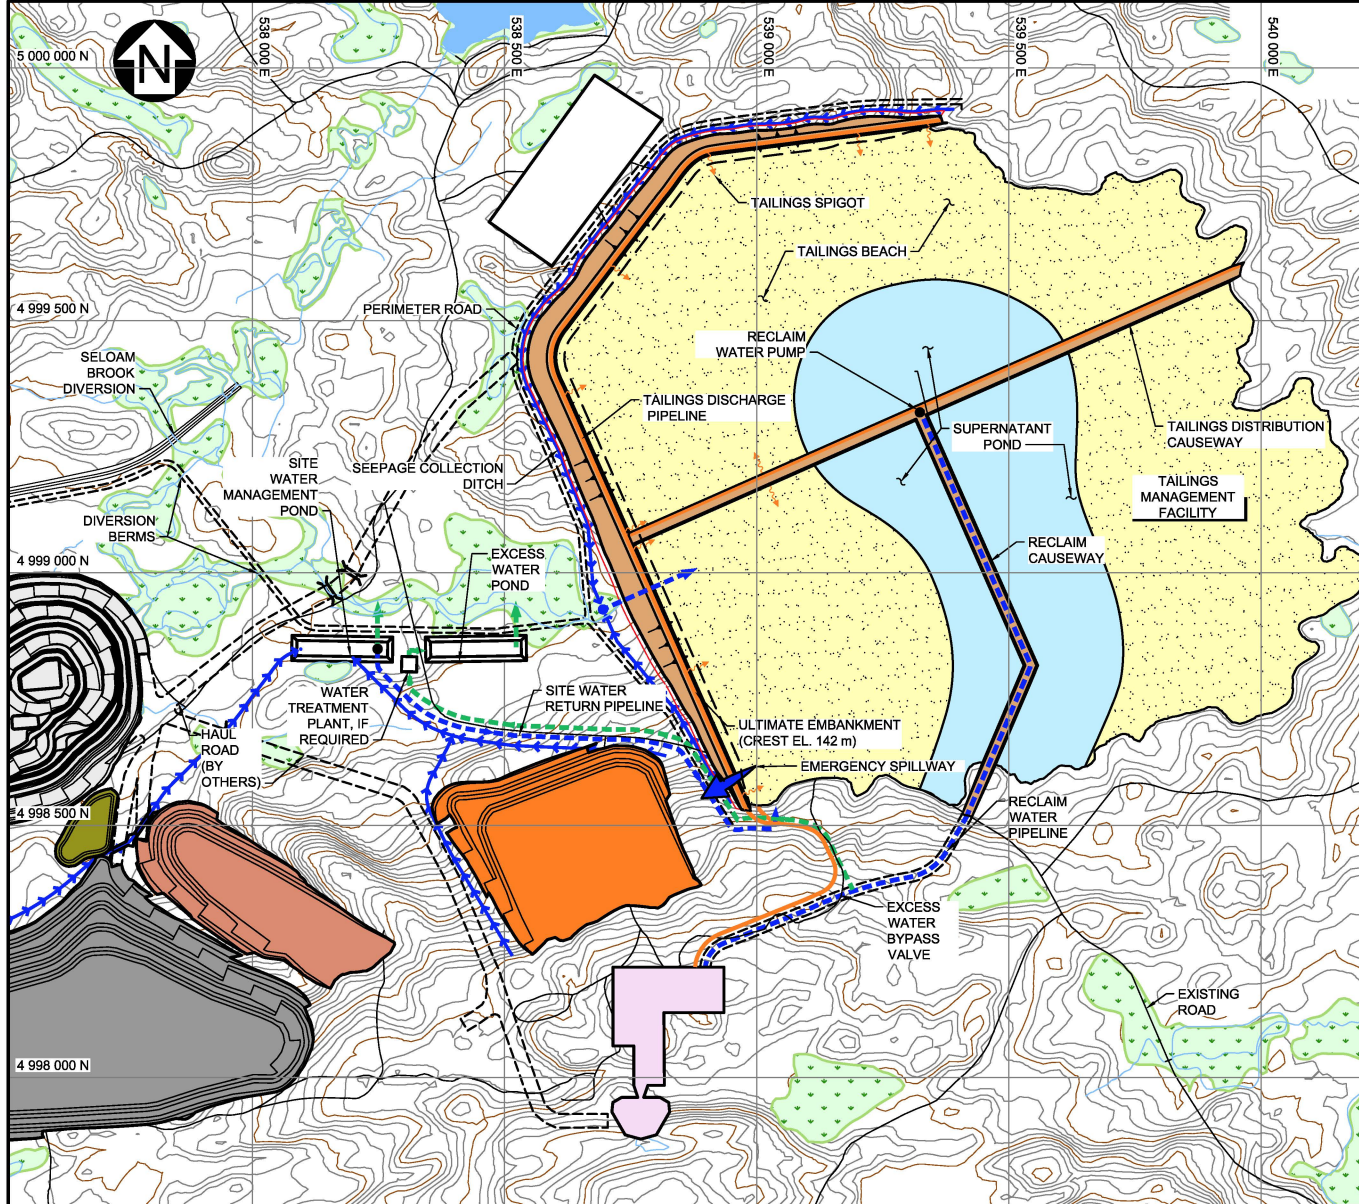 538 000 E
538 500 E
539 000 E
539 500 E
540 000 E
5 000 000 N
N
TAILINGS SPIGOT
TAILINGS BEACH
4 999 500 N
PERIMETER ROAD
RECLAIM
WATER PUMP
SELOAM
BROOK
DIVERSION
TAILINGS DISCHARGE
PIPELINE
SUPERNATANT
POND
TAILINGS DISTRIBUTION
CAUSEWAY
SITE
WATER
MANAGEMENT
POND
SEEPAGE COLLECTION
DITCH
TAILINGS
MANAGEMENT
FACILITY
DIVERSION
BERMS
RECLAIM
CAUSEWAY
EXCESS
WATER
POND
4 999 000 N
WATER
TREATMENT
PLANT, IF
REQUIRED
SITE WATER
RETURN PIPELINE
HAUL
ROAD
(BY
OTHERS)
ULTIMATE EMBANKMENT
(CREST EL. 142 m)
EMERGENCY SPILLWAY
4 998 500 N
RECLAIM
WATER
PIPELINE
EXCESS
WATER
BYPASS
VALVE
EXISTING
ROAD
4 998 000 N